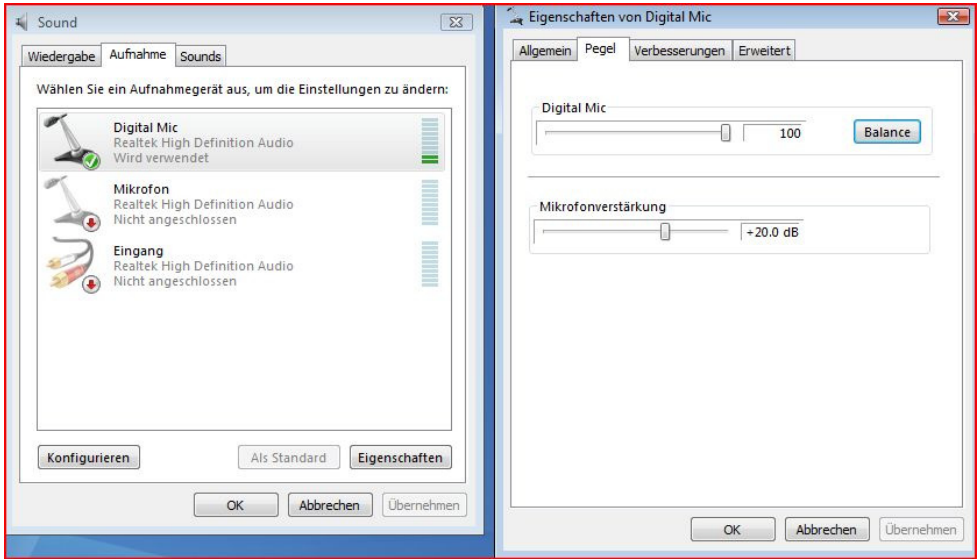 Sound
Wiedergabe Aufnahme Sounds
Wählen Sie ein Aufnahmegerät aus, um die Einstellungen zu ändern:
Digital Mic
Realtek High Definition Audio
Wird verwendet
Mikrofon
Realtek High Definition Audio
Nicht angeschlossen
Eingang
Realtek High Definition Audio
Nicht angeschlossen
Konfigurieren Als Standard Eigenschaften
OK Abbrechen Übernehmen
Eigenschaften von Digital Mic
Allgemein Pegel Verbesserungen Erweitert
Digital Mic
100 Balance
Mikrofonverstärkung
+20.0 dB
OK Abbrechen Übernehmen